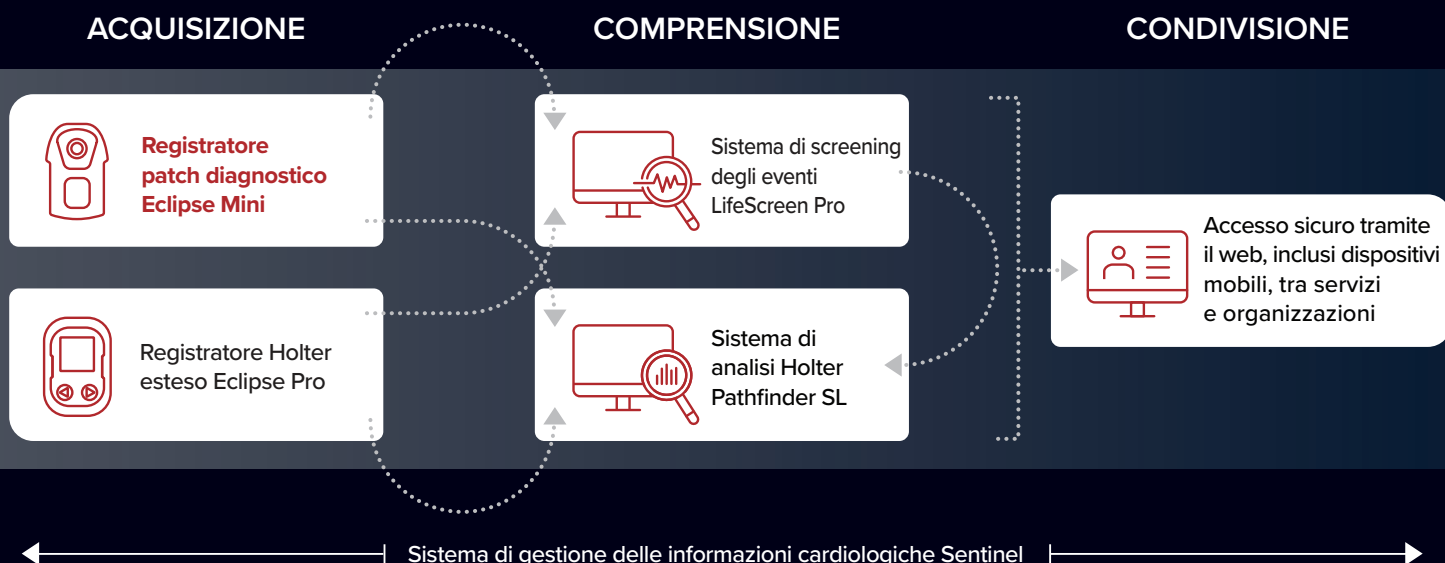 ACQUISIZIONE
COMPRENSIONE
CONDIVISIONE
Registratore
patch diagnostico
Eclipse Mini
Sistema di screening
degli eventi
LifeScreen Pro
Accesso sicuro tramite
il web, inclusi dispositivi
mobili, tra servizi
e organizzazioni
Registratore Holter
esteso Eclipse Pro
Sistema di
analisi Holter
Pathfinder SL
Sistema di gestione delle informazioni cardiologiche Sentinel